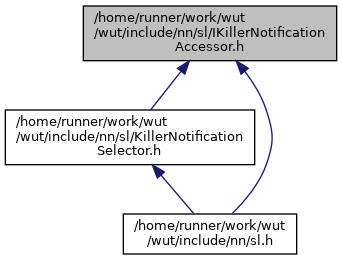 /home/runner/work/wut
/wut/include/nn/sl/IKillerNotification
Accessor.h
/home/runner/work/wut
/wut/include/nn/sl/KillerNotification
Selector.h
/home/runner/work/wut
/wut/include/nn/sl.h